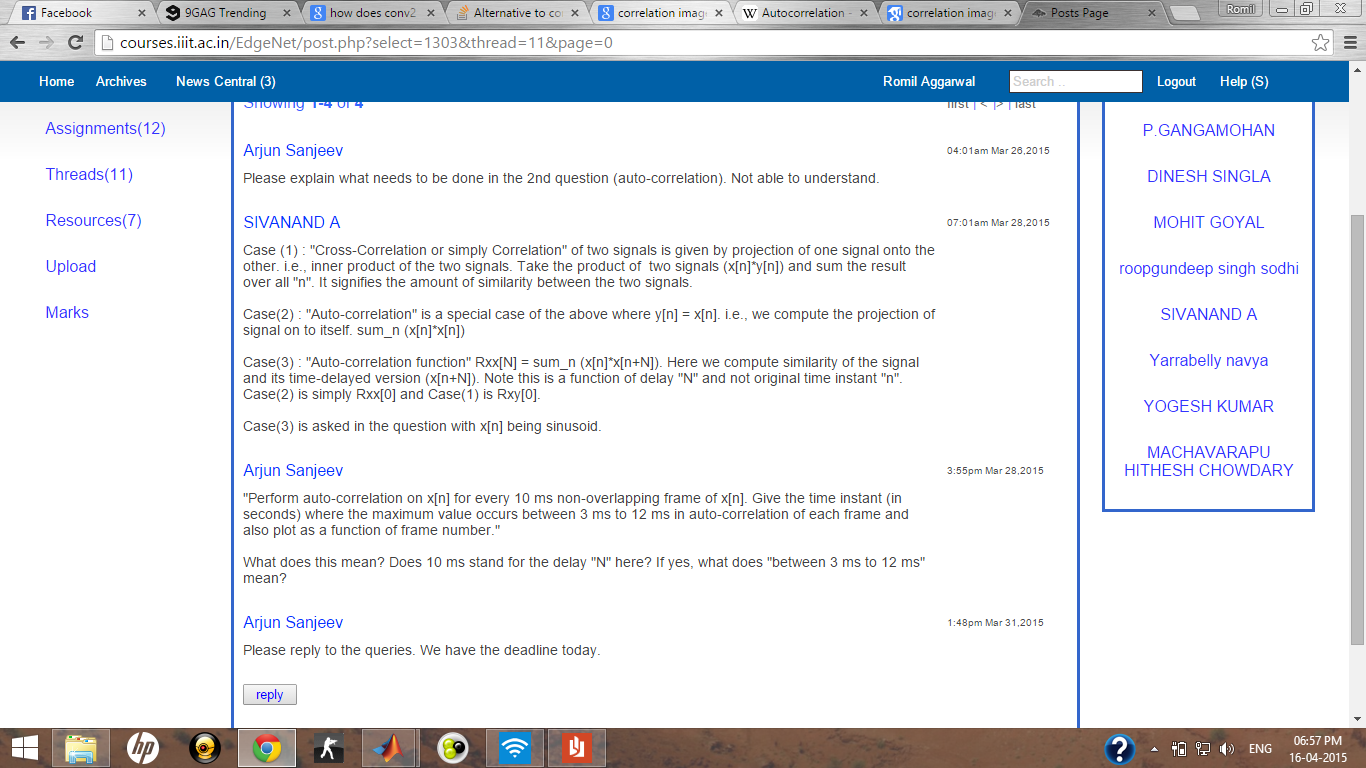 Facebook
9GAG Trending
how does conv2
Alternative to co
correlation imag
Autocorrelation -
correlation imag
Posts Page
Romil
courses.iiit.ac.in/EdgeNet/post.php?select=1303&thread=11&page=0
Home Archives News Central (3) Romil Aggarwal Search .. Logout Help (S)
Showing 1-4 of 4 first | < |> | last
Assignments(12)
Threads(11)
Resources(7)
Upload
Marks
Arjun Sanjeev 04:01am Mar 26,2015
Please explain what needs to be done in the 2nd question (auto-correlation). Not able to understand.
SIVANAND A 07:01am Mar 28,2015
Case (1) : "Cross-Correlation or simply Correlation" of two signals is given by projection of one signal onto the
other. i.e., inner product of the two signals. Take the product of  two signals (x[n]*y[n]) and sum the result
over all "n". It signifies the amount of similarity between the two signals.
Case(2) : "Auto-correlation" is a special case of the above where y[n] = x[n]. i.e., we compute the projection of
signal on to itself. sum_n (x[n]*x[n])
Case(3) : "Auto-correlation function" Rxx[N] = sum_n (x[n]*x[n+N]). Here we compute similarity of the signal
and its time-delayed version (x[n+N]). Note this is a function of delay "N" and not original time instant "n".
Case(2) is simply Rxx[0] and Case(1) is Rxy[0].
Case(3) is asked in the question with x[n] being sinusoid.
Arjun Sanjeev 3:55pm Mar 28,2015
"Perform auto-correlation on x[n] for every 10 ms non-overlapping frame of x[n]. Give the time instant (in
seconds) where the maximum value occurs between 3 ms to 12 ms in auto-correlation of each frame and
also plot as a function of frame number."
What does this mean? Does 10 ms stand for the delay "N" here? If yes, what does "between 3 ms to 12 ms"
mean?
Arjun Sanjeev 1:48pm Mar 31,2015
Please reply to the queries. We have the deadline today.
reply
P.GANGAMOHAN
DINESH SINGLA
MOHIT GOYAL
roopgundeep singh sodhi
SIVANAND A
Yarrabelly navya
YOGESH KUMAR
MACHAVARAPU
HITHESH CHOWDARY
hp
ENG
06:57 PM
16-04-2015